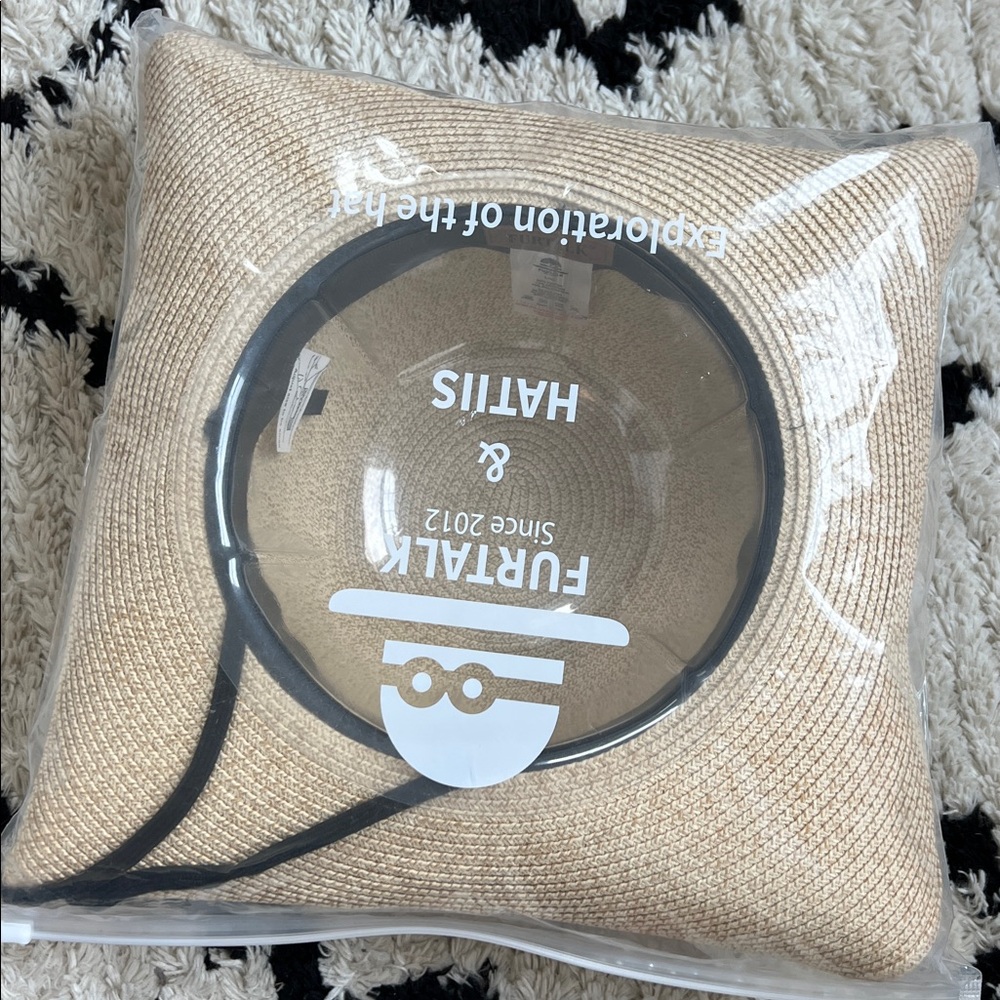 FURTALK
Since 2012
&
HATIIS
Exploration of the hat